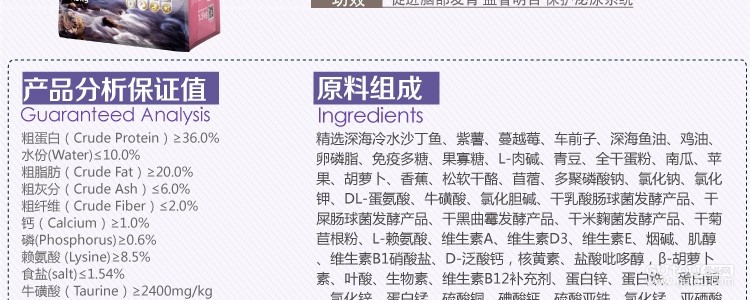 功效
促进脑部发育 益智明目 保护泌尿系统
产品分析保证值
Guaranteed Analysis
粗蛋白（Crude Protein）≥36.0%
水份(Water)≤10.0%
粗脂肪（Crude Fat）≥20.0%
粗灰分（Crude Ash）≤6.0%
粗纤维（Crude Fiber）≤2.0%
钙（Calcium）≥1.0%
磷(Phosphorus)≥0.6%
赖氨酸 (Lysine)≥8.5%
食盐(salt)≤1.54%
牛磺酸（Taurine）≥2400mg/kg
原料组成
Ingredients
精选深海冷水沙丁鱼、紫薯、蔓越莓、车前子、深海鱼油、鸡油、
卵磷脂、免疫多糖、果寡糖、L-肉碱、青豆、全干蛋粉、南瓜、苹
果、胡萝卜、香蕉、松软干酪、苜蓿、多聚磷酸钠、氯化钠、氯化
钾、DL-蛋氨酸、牛磺酸、氯化胆碱、干乳酸肠球菌发酵产品、干
屎肠球菌发酵产品、干黑曲霉发酵产品、干米麴菌发酵产品、干菊
苣根粉、L-赖氨酸、维生素A、维生素D3、维生素E、烟碱、肌醇
、维生素B1硝酸盐、D-泛酸钙，核黄素、盐酸吡哆醇，β-胡萝卜
素、叶酸、生物素、维生素B12补充剂、蛋白锌、蛋白
、氯化锌、蛋白锰、硫酸铜、碘酸钙、硫酸亚铁、氯化锰、亚硒酸